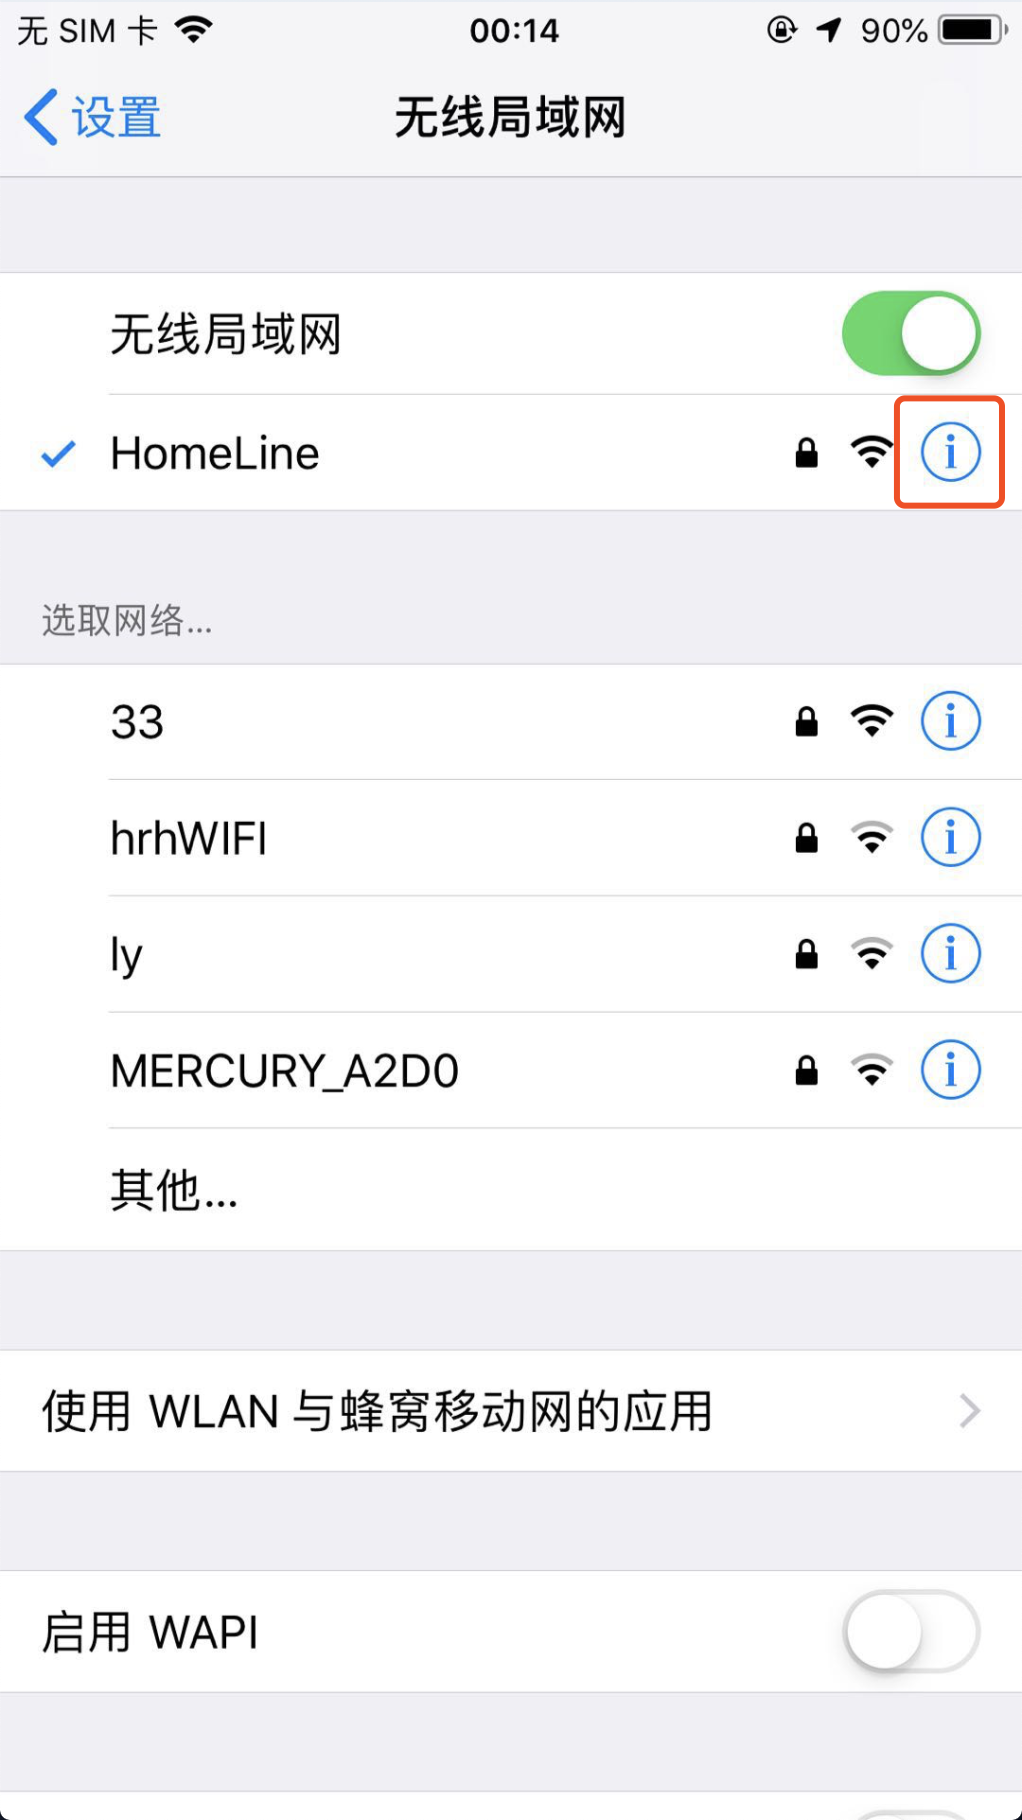 无 SIM 卡 00:14 90%
设置 无线局域网
无线局域网
HomeLine
选取网络...
33
hrhWIFI
ly
MERCURY_A2D0
其他...
使用 WLAN 与蜂窝移动网的应用
启用 WAPI